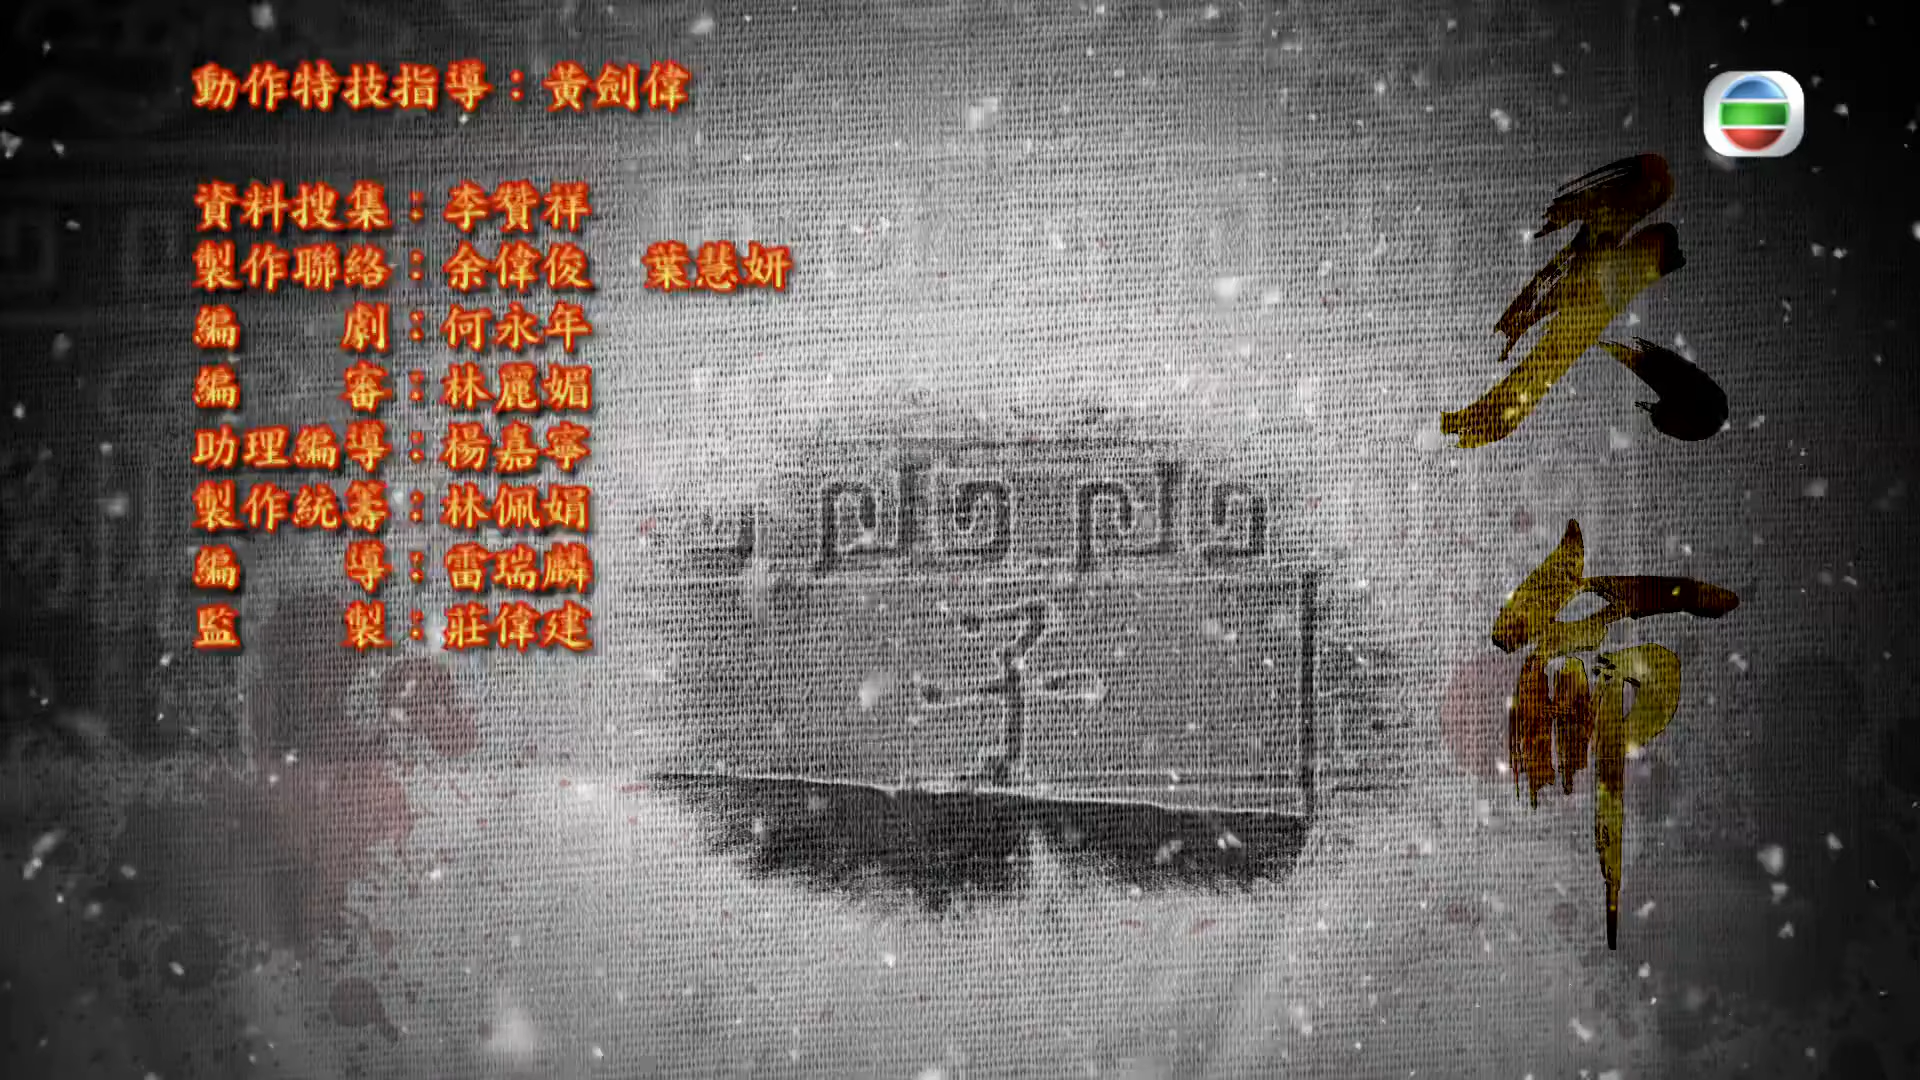 動作特技指導：黃劍偉
資料搜集：李贊祥
製作聯絡：余偉俊　葉慧妍
編　　劇：何永年
編　　審：林麗媚
助理編導：楊嘉寧
製作統籌：林佩娟
編　　導：雷瑞麟
監　　製：莊偉建
天命
子